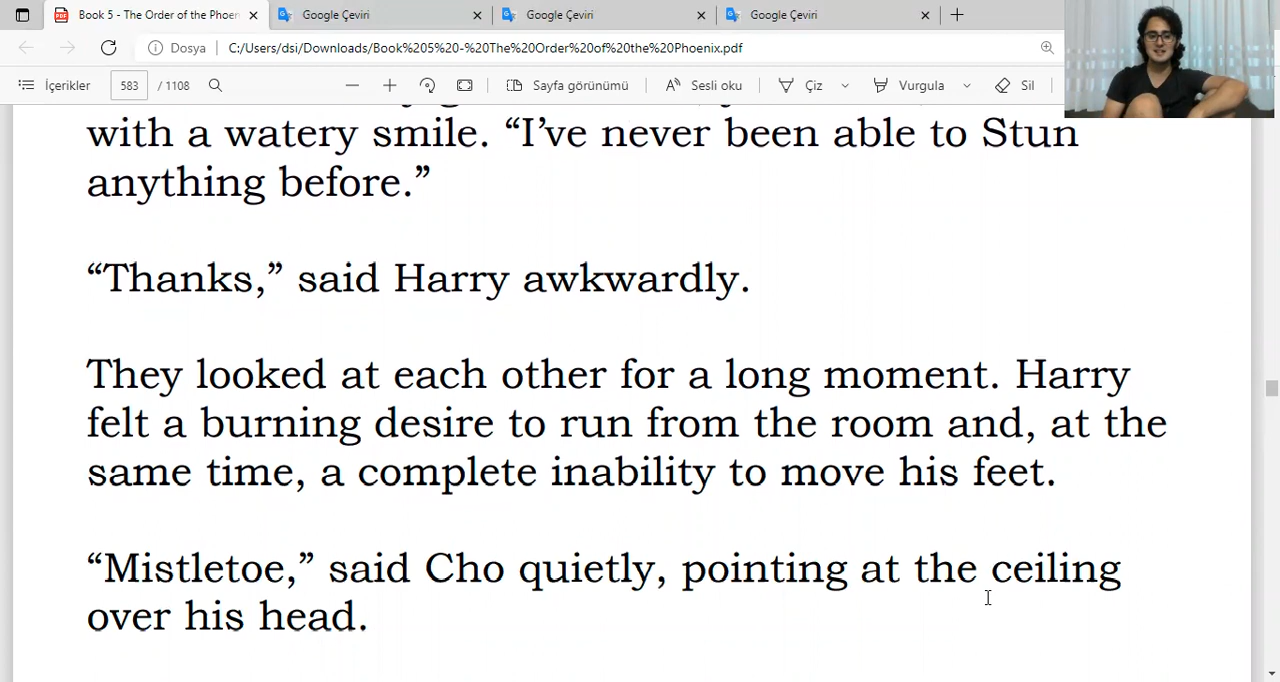 Book 5 - The Order of the Phoen
Google Çeviri
Google Çeviri
Google Çeviri
Dosya
C:/Users/dsi/Downloads/Book%205%20-%20The%20Order%20of%20the%20Phoenix.pdf
İçerikler
583
/ 1108
Sayfa görünümü
Sesli oku
Çiz
Vurgula
Sil
with a watery smile. “I’ve never been able to Stun
anything before.”
“Thanks,” said Harry awkwardly.
They looked at each other for a long moment. Harry
felt a burning desire to run from the room and, at the
same time, a complete inability to move his feet.
“Mistletoe,” said Cho quietly, pointing at the ceiling
over his head.